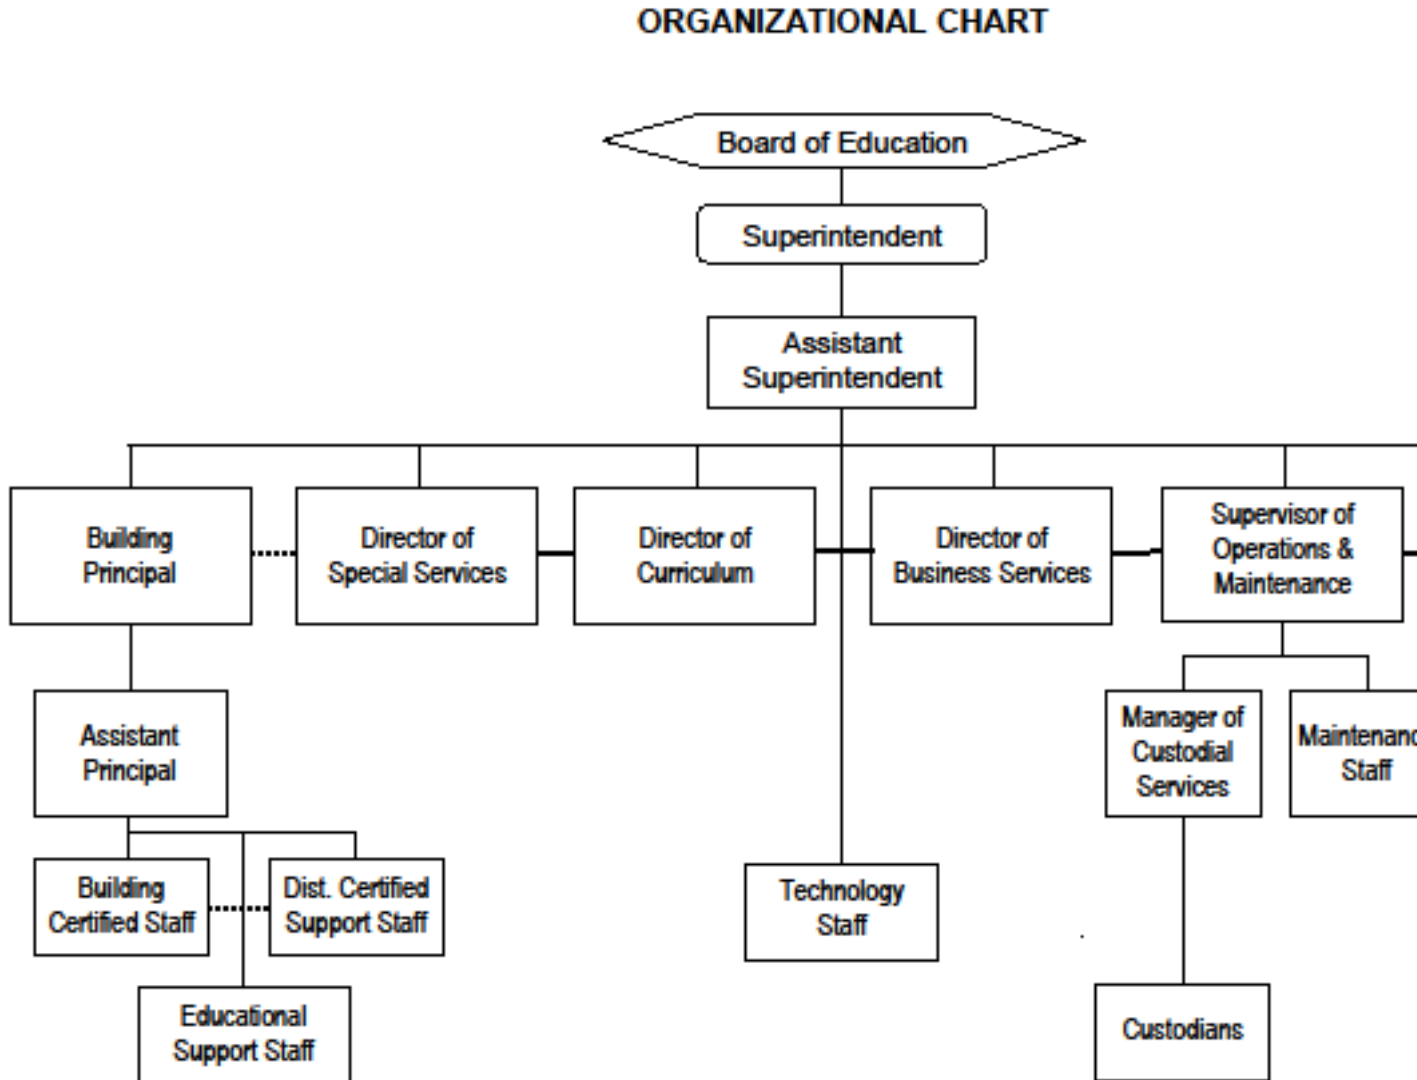 ORGANIZATIONAL CHART
Board of Education
Superintendent
Assistant
Superintendent
Building
Principal
Director of
Special Services
Director of
Curriculum
Director of
Business Services
Supervisor of
Operations &
Maintenance
Assistant
Principal
Manager of
Custodial
Services
Maintenanc
Staff
Building
Certified Staff
Dist. Certified
Support Staff
Technology
Staff
Educational
Support Staff
Custodians